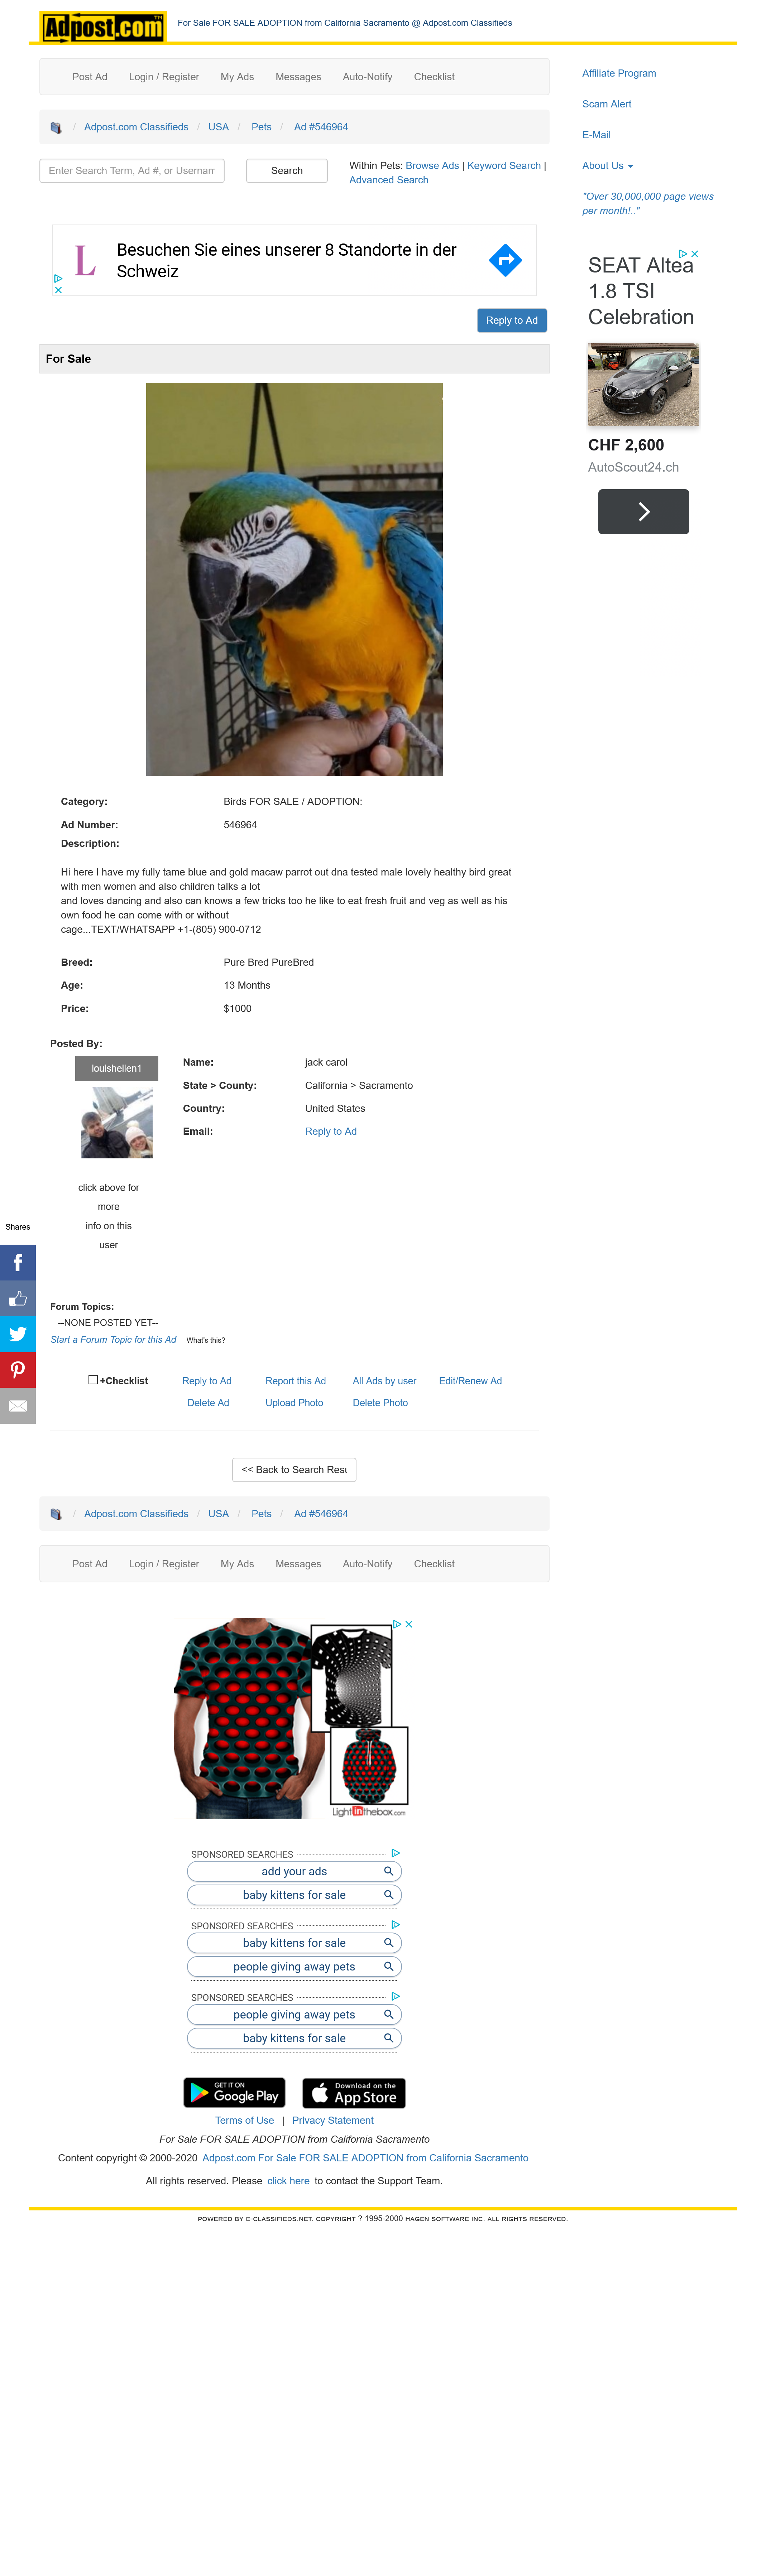 Adpost.com TM
For Sale FOR SALE ADOPTION from California Sacramento @ Adpost.com Classifieds
Post Ad Login / Register My Ads Messages Auto-Notify Checklist
/ Adpost.com Classifieds / USA / Pets / Ad #546964
Enter Search Term, Ad #, or Usernam
Search
Within Pets: Browse Ads | Keyword Search |
Advanced Search
Affiliate Program
Scam Alert
E-Mail
About Us
"Over 30,000,000 page views
per month!.."
L
Besuchen Sie eines unserer 8 Standorte in der
Schweiz
SEAT Altea
1.8 TSI
Celebration
CHF 2,600
AutoScout24.ch
Reply to Ad
For Sale
Category: Birds FOR SALE / ADOPTION:
Ad Number: 546964
Description:
Hi here I have my fully tame blue and gold macaw parrot out dna tested male lovely healthy bird great
with men women and also children talks a lot
and loves dancing and also can knows a few tricks too he like to eat fresh fruit and veg as well as his
own food he can come with or without
cage...TEXT/WHATSAPP +1-(805) 900-0712
Breed: Pure Bred PureBred
Age: 13 Months
Price: $1000
Posted By:
louishellen1
Name: jack carol
State > County: California > Sacramento
Country: United States
Email: Reply to Ad
click above for
more
info on this
user
Shares
f
Forum Topics:
--NONE POSTED YET--
Start a Forum Topic for this Ad What's this?
+Checklist Reply to Ad Report this Ad All Ads by user Edit/Renew Ad
Delete Ad Upload Photo Delete Photo
<< Back to Search Resu
/ Adpost.com Classifieds / USA / Pets / Ad #546964
Post Ad Login / Register My Ads Messages Auto-Notify Checklist
LightInthebox.com
SPONSORED SEARCHES
add your ads
baby kittens for sale
SPONSORED SEARCHES
baby kittens for sale
people giving away pets
SPONSORED SEARCHES
people giving away pets
baby kittens for sale
GET IT ON
Google Play
Download on the
App Store
Terms of Use | Privacy Statement
For Sale FOR SALE ADOPTION from California Sacramento
Content copyright © 2000-2020 Adpost.com For Sale FOR SALE ADOPTION from California Sacramento
All rights reserved. Please click here to contact the Support Team.
POWERED BY E-CLASSIFIEDS.NET. COPYRIGHT ? 1995-2000 HAGEN SOFTWARE INC. ALL RIGHTS RESERVED.